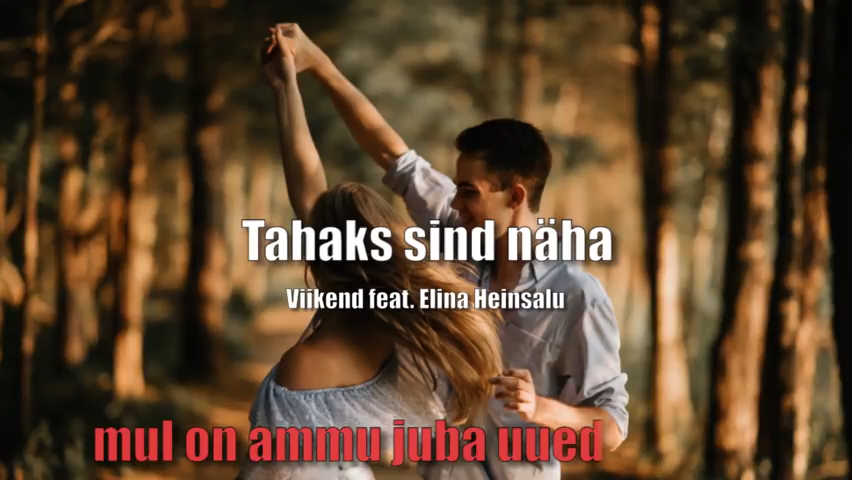 Tahaks sind näha
Viikend feat. Elina Heinsalu
mul on ammu juba uued